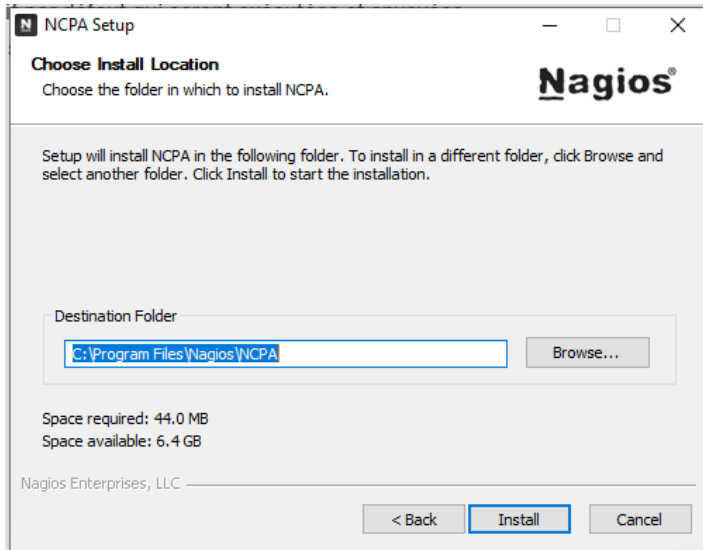 NCPA Setup
Choose Install Location
Choose the folder in which to install NCPA.
Nagios®
Setup will install NCPA in the following folder. To install in a different folder, click Browse and
select another folder. Click Install to start the installation.
Destination Folder
C:\Program Files\Nagios\NCPA
Browse...
Space required: 44.0 MB
Space available: 6.4 GB
Nagios Enterprises, LLC
< Back
Install
Cancel